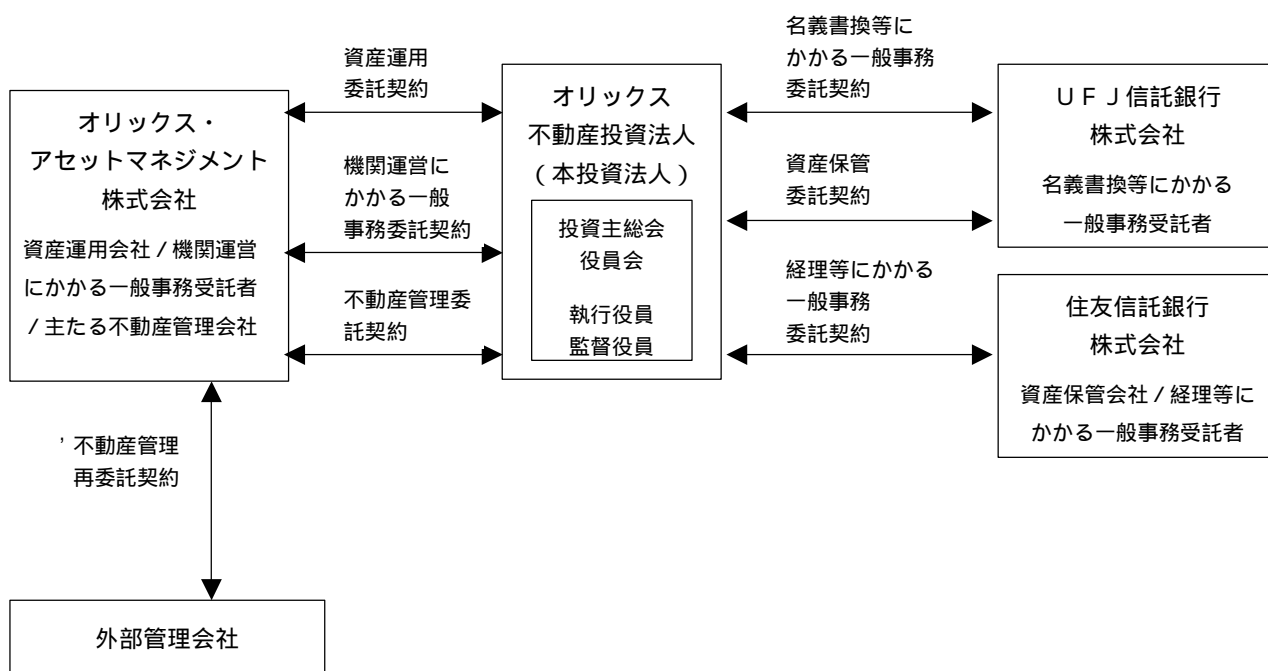 オリックス・
アセットマネジメント
株式会社
資産運用会社／機関運営
にかかる一般事務受託者
／主たる不動産管理会社
資産運用
委託契約
機関運営に
かかる一般
事務委託契約
不動産管理委
託契約
オリックス
不動産投資法人
（本投資法人）
投資主総会
役員会
執行役員
監督役員
名義書換等に
かかる一般事務
委託契約
資産保管
委託契約
経理等にかかる
一般事務
委託契約
ＵＦＪ信託銀行
株式会社
名義書換等にかかる
一般事務受託者
住友信託銀行
株式会社
資産保管会社／経理等に
かかる一般事務受託者
’不動産管理
再委託契約
外部管理会社